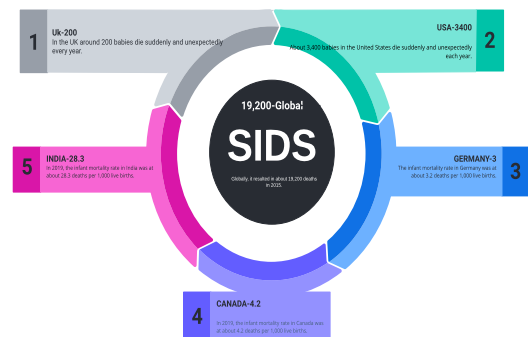 1
Uk-200
In the UK around 200 babies die suddenly and unexpectedly
every year.
USA-3400
About 3,400 babies in the United States die suddenly and unexpectedly
each year.
2
19,200-Global
SIDS
Globally, it resulted in about 19,200 deaths
in 2015.
5
INDIA-28.3
In 2019, the infant mortality rate in India was at
about 28.3 deaths per 1,000 live births.
GERMANY-3
The infant mortality rate in Germany was at
about 3.2 deaths per 1,000 live births.
3
4
CANADA-4.2
In 2019, the infant mortality rate in Canada was
at about 4.2 deaths per 1,000 live births.